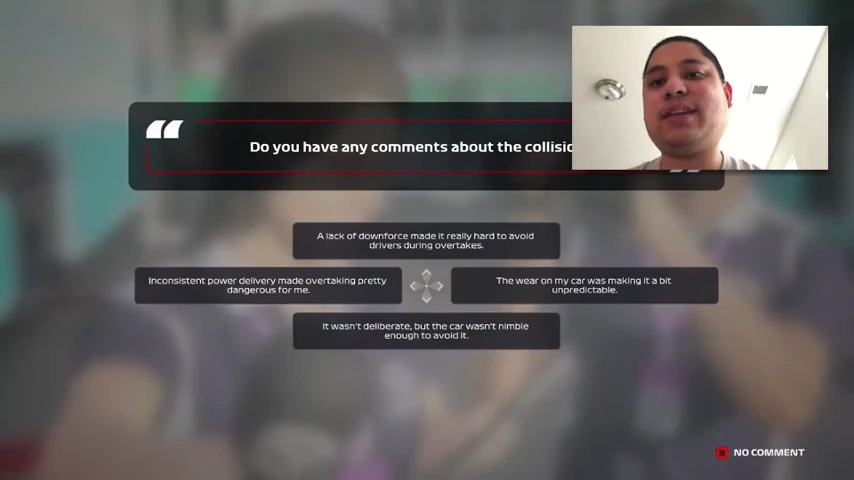 Do you have any comments about the
A lack of downforce made it really hard to avoid
drivers during overtakes.
Inconsistent power delivery made overtaking pretty
dangerous for me.
The wear on my car was making it a bit
unpredictable.
It wasn't deliberate, but the car wasn't nimble
enough to avoid it.
NO COMMENT